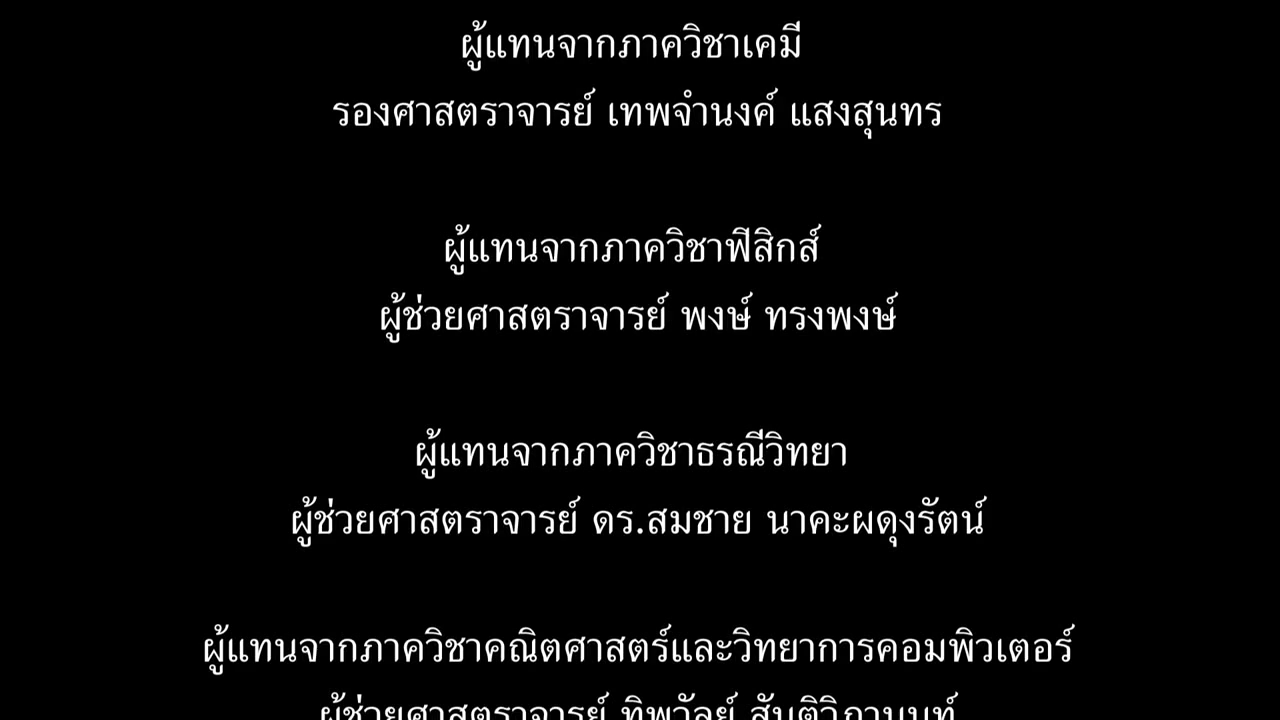 ผู้แทนจากภาควิชาเคมี
รองศาสตราจารย์ เทพจำนงค์ แสงสุนทร
ผู้แทนจากภาควิชาฟิสิกส์
ผู้ช่วยศาสตราจารย์ พงษ์ ทรงพงษ์
ผู้แทนจากภาควิชาธรณีวิทยา
ผู้ช่วยศาสตราจารย์ ดร.สมชาย นาคะผดุงรัตน์
ผู้แทนจากภาควิชาคณิตศาสตร์และวิทยาการคอมพิวเตอร์
ผู้ช่วยศาสตราจารย์ ทิพวัลย์ สันติวิภานนท์